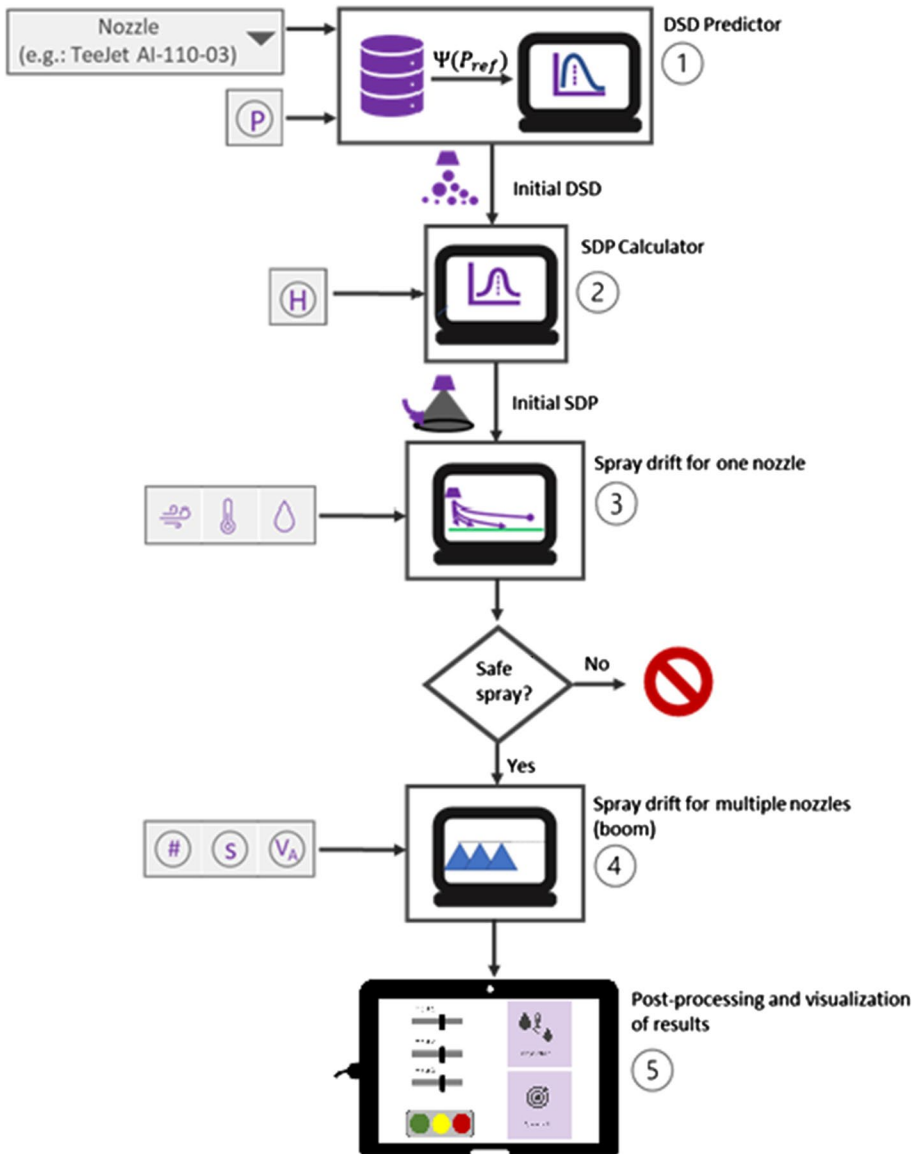 Nozzle
(e.g.: TeeJet AI-110-03)
DSD Predictor
1
Ψ(P_ref)
P
Initial DSD
SDP Calculator
2
H
Initial SDP
Spray drift for one nozzle
3
Safe
spray?
No
Yes
Spray drift for multiple nozzles
(boom)
4
# S V_A
Post-processing and visualization
of results
5